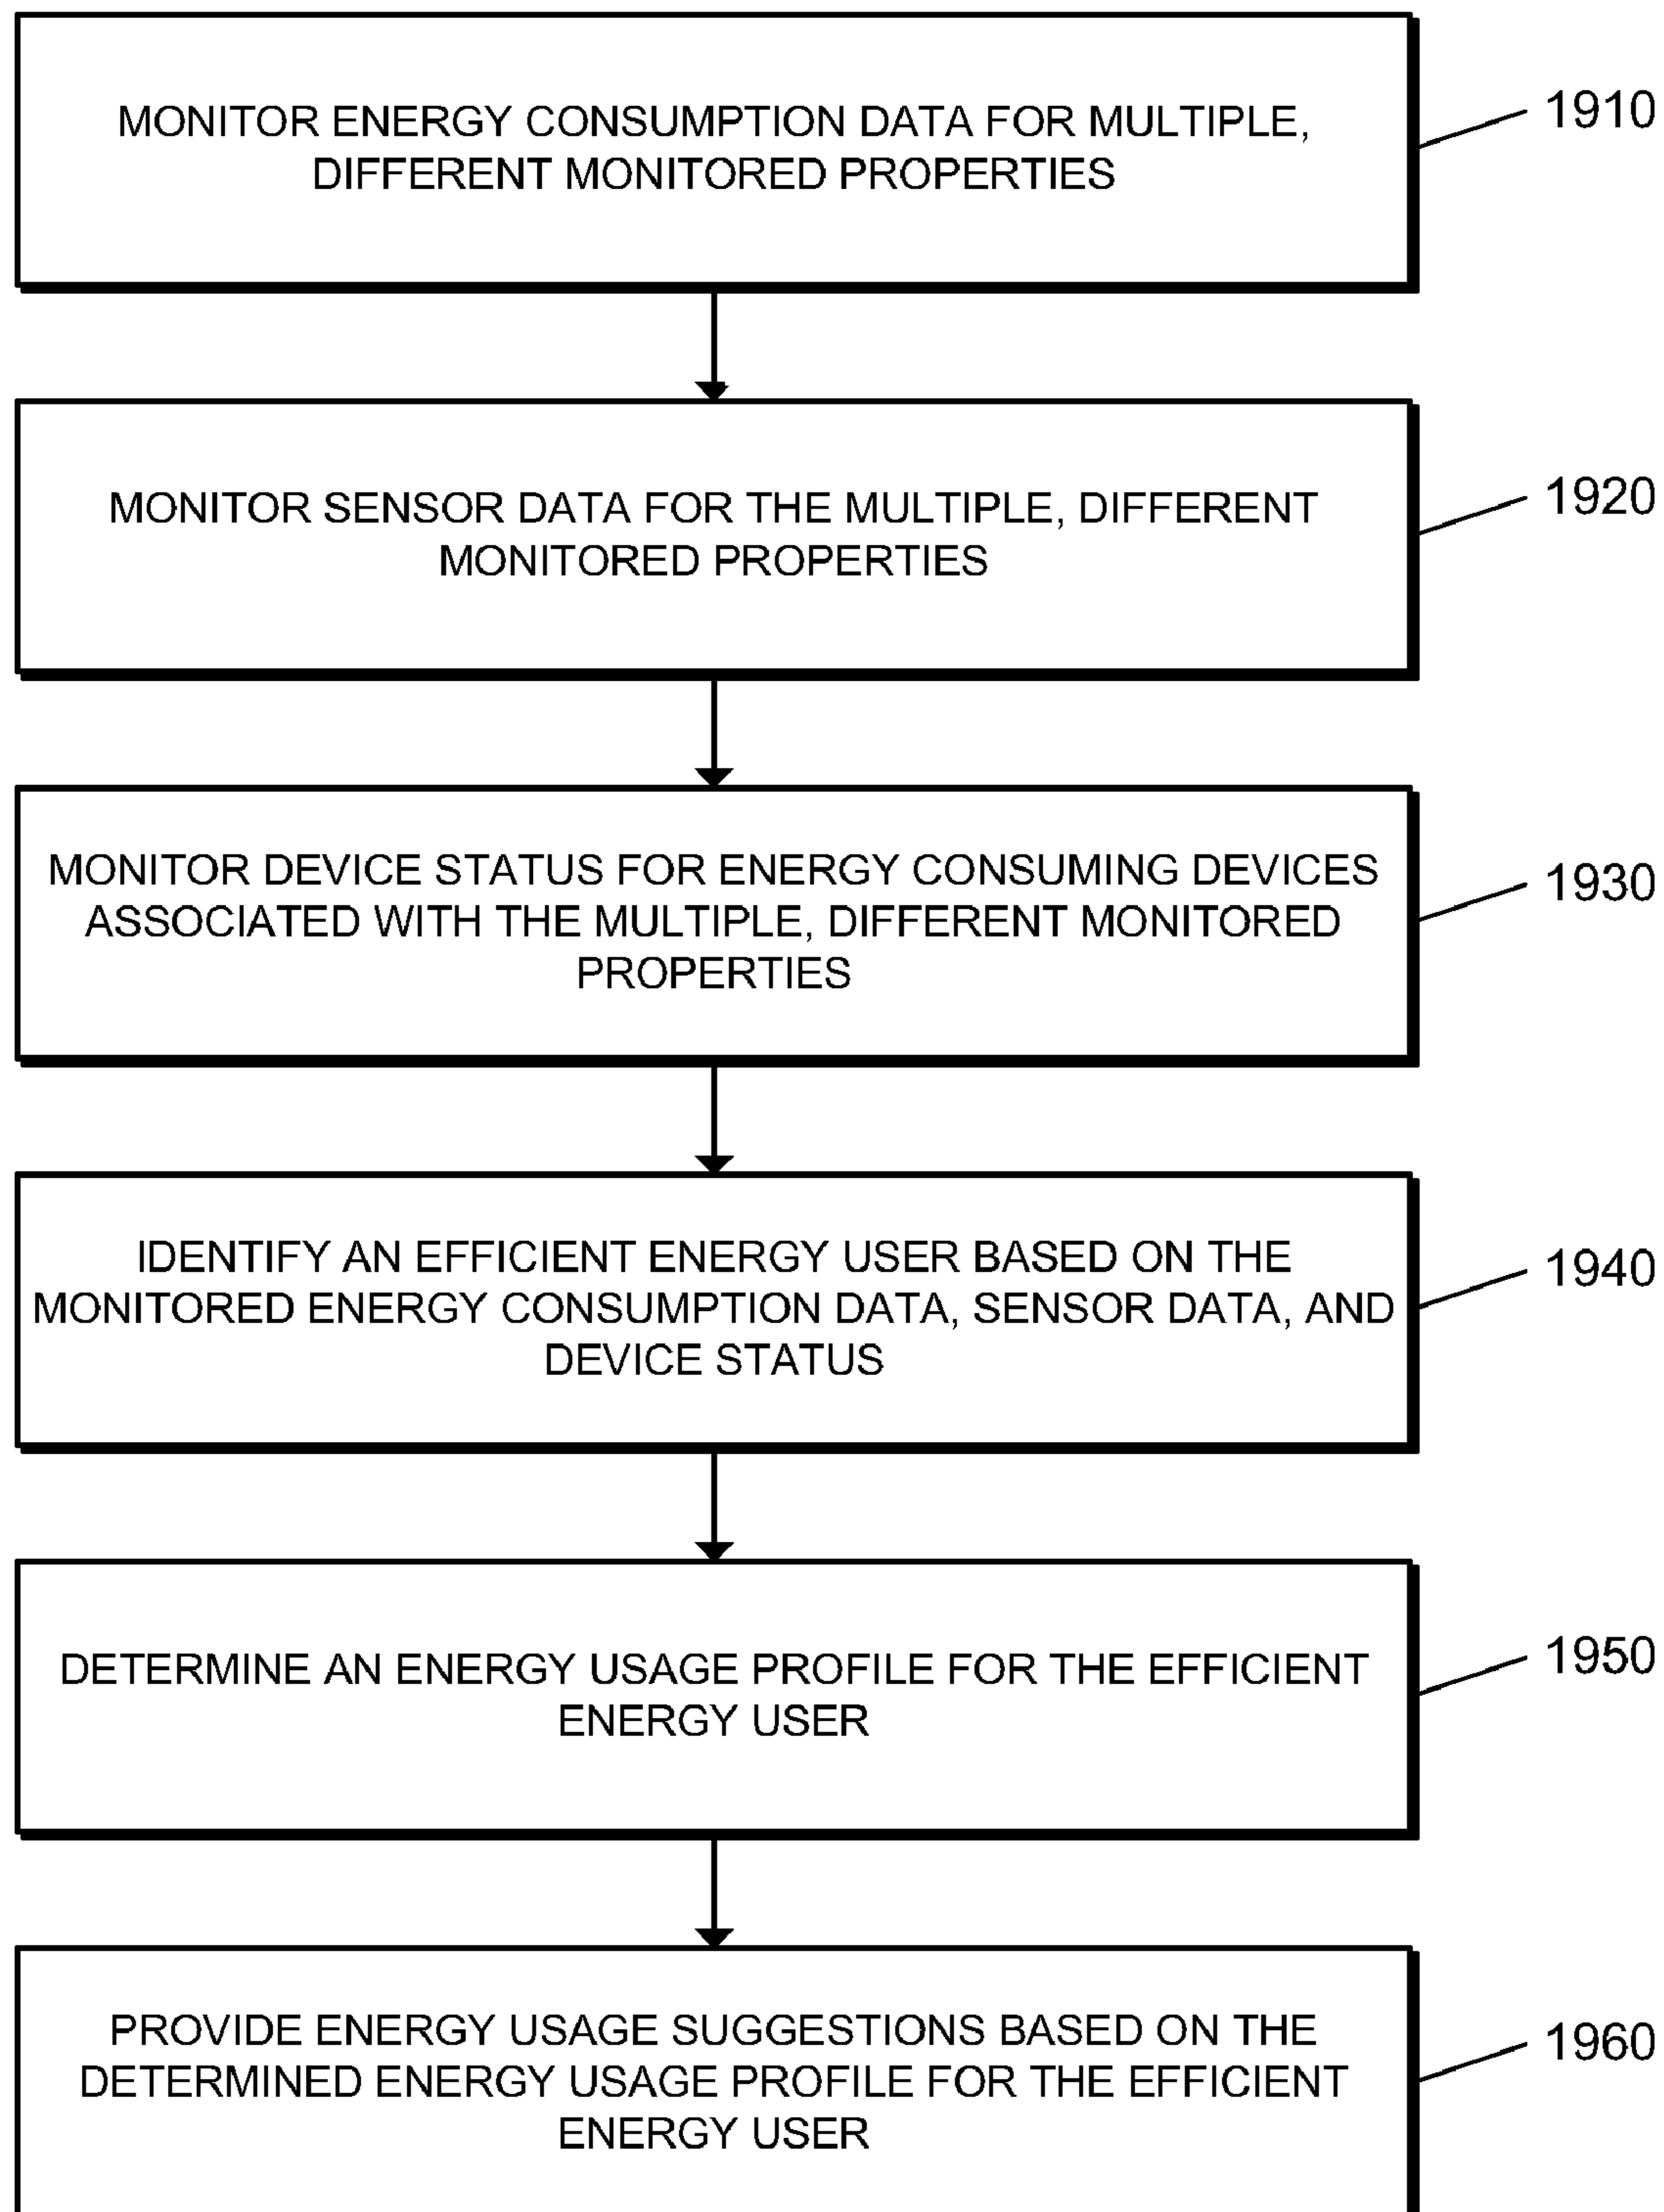 MONITOR ENERGY CONSUMPTION DATA FOR MULTIPLE,
DIFFERENT MONITORED PROPERTIES
1910
MONITOR SENSOR DATA FOR THE MULTIPLE, DIFFERENT
MONITORED PROPERTIES
1920
MONITOR DEVICE STATUS FOR ENERGY CONSUMING DEVICES
ASSOCIATED WITH THE MULTIPLE, DIFFERENT MONITORED
PROPERTIES
1930
IDENTIFY AN EFFICIENT ENERGY USER BASED ON THE
MONITORED ENERGY CONSUMPTION DATA, SENSOR DATA, AND
DEVICE STATUS
1940
DETERMINE AN ENERGY USAGE PROFILE FOR THE EFFICIENT
ENERGY USER
1950
PROVIDE ENERGY USAGE SUGGESTIONS BASED ON THE
DETERMINED ENERGY USAGE PROFILE FOR THE EFFICIENT
ENERGY USER
1960